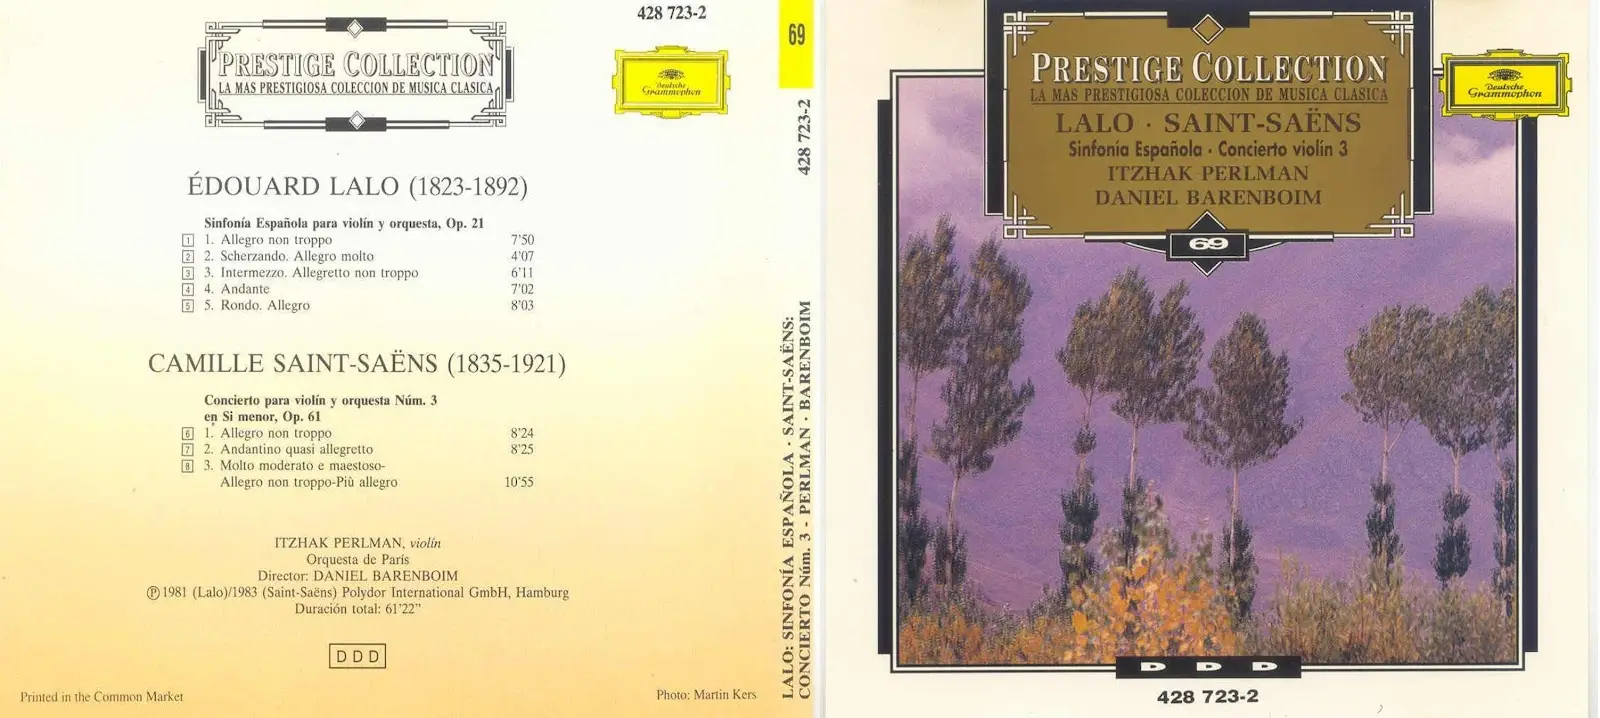 428 723-2
PRESTIGE COLLECTION
LA MAS PRESTIGIOSA COLECCION DE MUSICA CLASICA
Deutsche
Grammophon
ÉDOUARD LALO (1823-1892)
Sinfonía Española para violín y orquesta, Op. 21
1 1. Allegro non troppo 7'50
2 2. Scherzando. Allegro molto 4'07
3 3. Intermezzo. Allegretto non troppo 6'11
4 4. Andante 7'02
5 5. Rondo. Allegro 8'03
CAMILLE SAINT-SAËNS (1835-1921)
Concierto para violín y orquesta Núm. 3
en Si menor, Op. 61
6 1. Allegro non troppo 8'24
7 2. Andantino quasi allegretto 8'25
8 3. Molto moderato e maestoso-
Allegro non troppo-Più allegro 10'55
ITZHAK PERLMAN, violín
Orquesta de París
Director: DANIEL BARENBOIM
Ⓟ 1981 (Lalo)/1983 (Saint-Saëns) Polydor International GmbH, Hamburg
Duración total: 61'22"
DDD
Printed in the Common Market
Photo: Martin Kers
69
428 723-2
LALO: SINFONÍA ESPAÑOLA · SAINT-SAËNS:
CONCIERTO Núm. 3 - PERLMAN · BARENBOIM
PRESTIGE COLLECTION
LA MAS PRESTIGIOSA COLECCION DE MUSICA CLASICA
LALO · SAINT-SAËNS
Sinfonía Española · Concierto violín 3
ITZHAK PERLMAN
DANIEL BARENBOIM
69
Deutsche
Grammophon
D D D
428 723-2